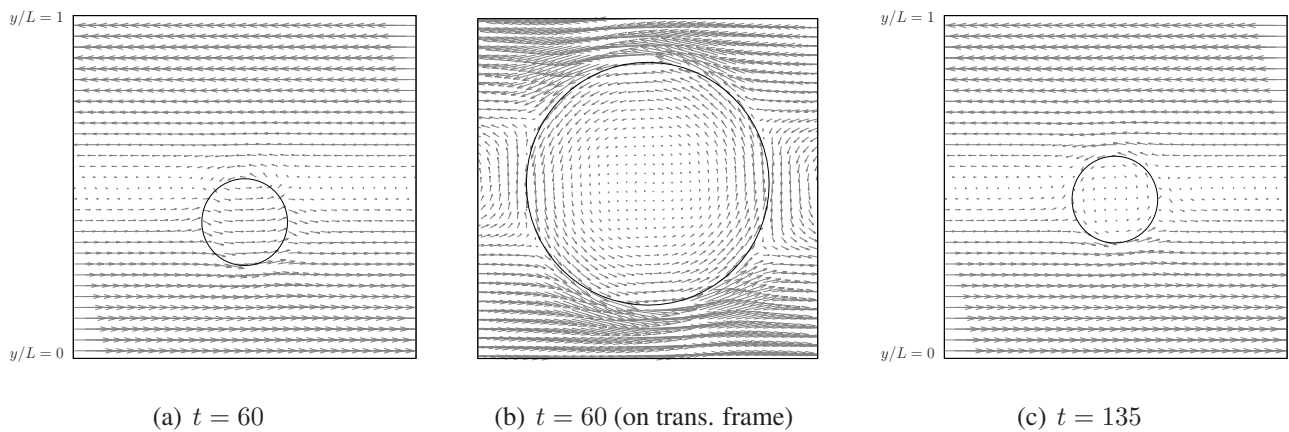 y/L = 1
y/L = 0
y/L = 1
y/L = 0
(a) t = 60
(b) t = 60 (on trans. frame)
(c) t = 135